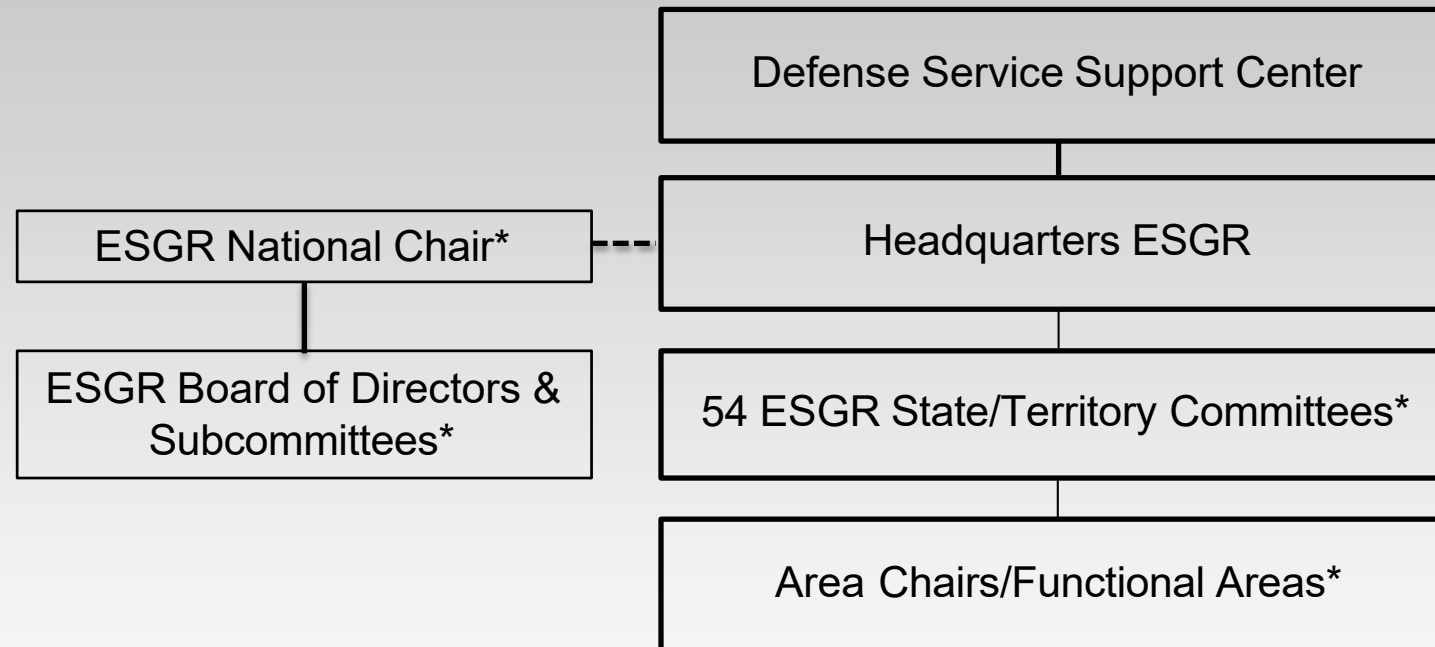 Defense Service Support Center
ESGR National Chair*
Headquarters ESGR
ESGR Board of Directors &
Subcommittees*
54 ESGR State/Territory Committees*
Area Chairs/Functional Areas*